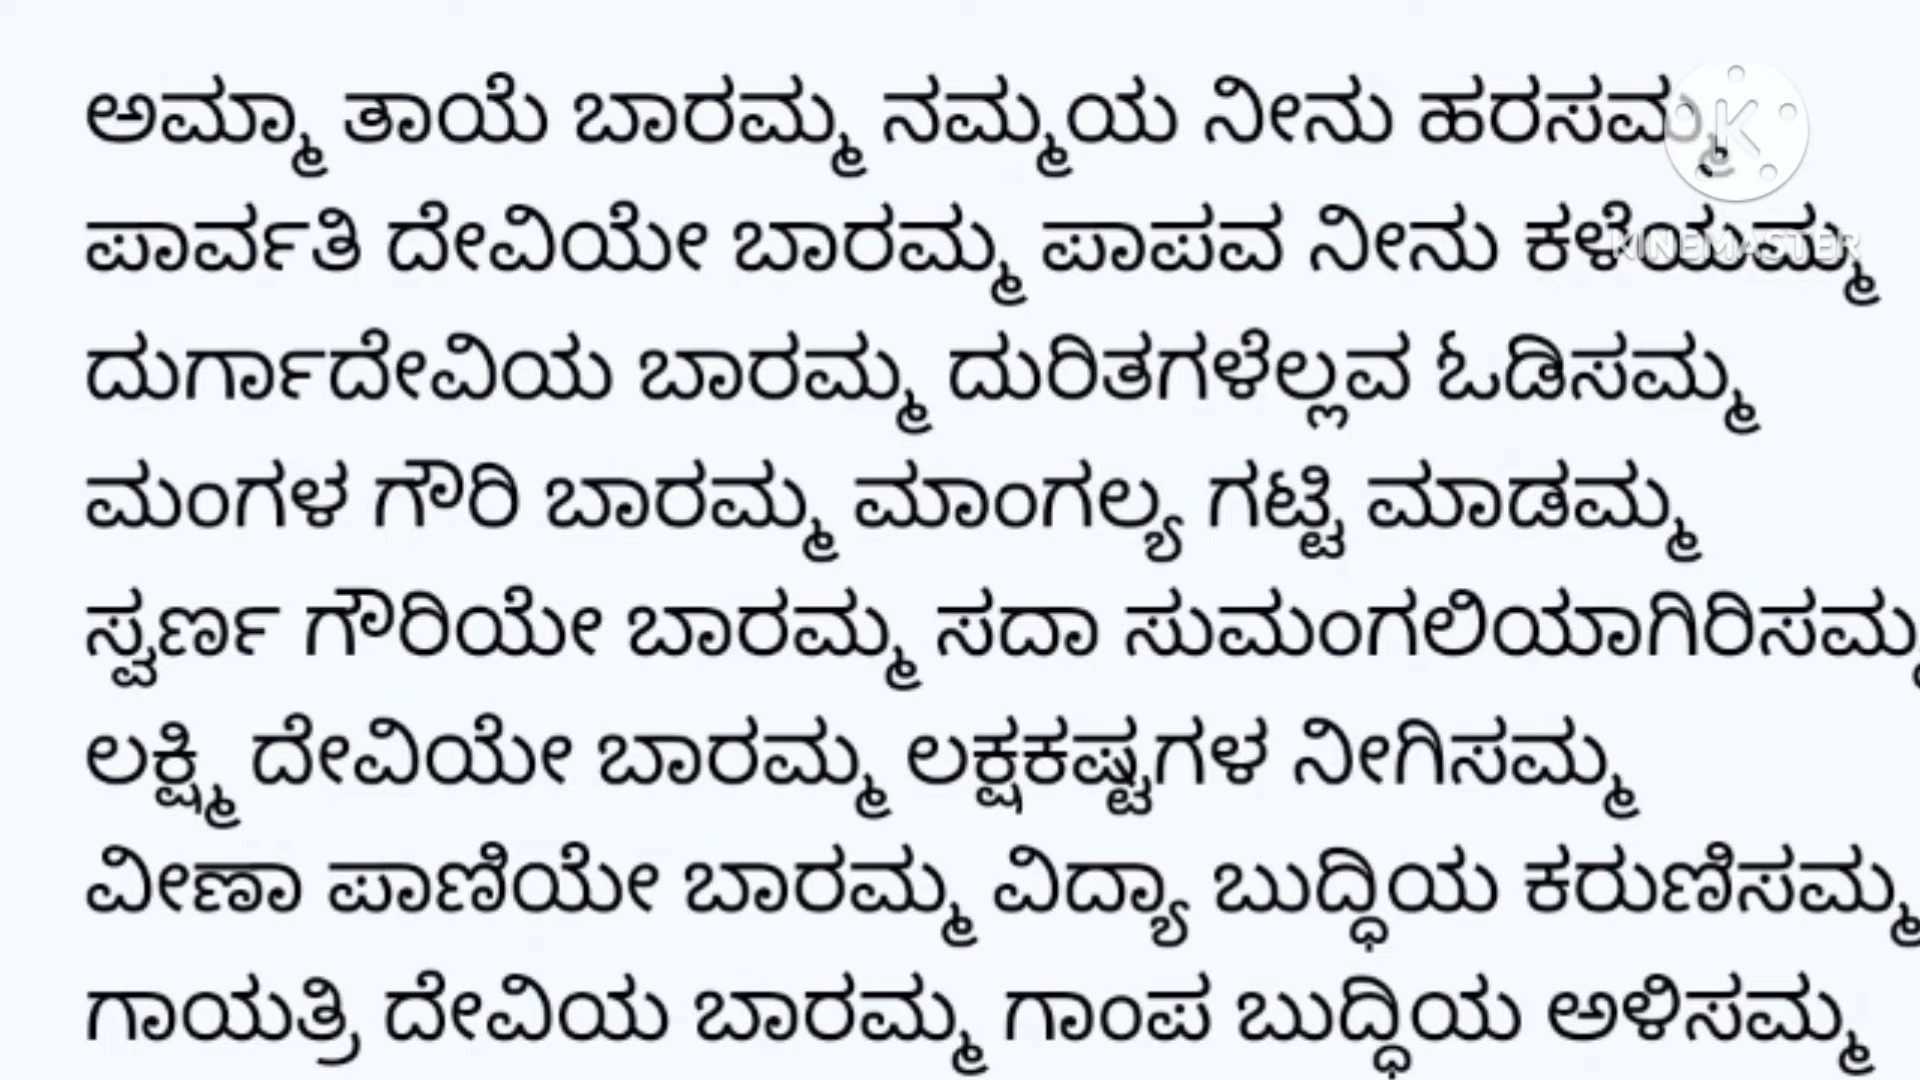 ಅಮ್ಮಾ ತಾಯೆ ಬಾರಮ್ಮ ನಮ್ಮಯ ನೀನು ಹರಸಮ್ಮ
ಪಾರ್ವತಿ ದೇವಿಯೇ ಬಾರಮ್ಮ ಪಾಪವ ನೀನು ಕಳೆಯಮ್ಮ
KINEMASTER
ದುರ್ಗಾದೇವಿಯ ಬಾರಮ್ಮ ದುರಿತಗಳೆಲ್ಲವ ಓಡಿಸಮ್ಮ
ಮಂಗಳ ಗೌರಿ ಬಾರಮ್ಮ ಮಾಂಗಲ್ಯ ಗಟ್ಟಿ ಮಾಡಮ್ಮ
ಸ್ವರ್ಣ ಗೌರಿಯೇ ಬಾರಮ್ಮ ಸದಾ ಸುಮಂಗಲಿಯಾಗಿರಿಸಮ್ಮ
ಲಕ್ಷ್ಮಿ ದೇವಿಯೇ ಬಾರಮ್ಮ ಲಕ್ಷಕಷ್ಟಗಳ ನೀಗಿಸಮ್ಮ
ವೀಣಾ ಪಾಣಿಯೇ ಬಾರಮ್ಮ ವಿದ್ಯಾ ಬುದ್ಧಿಯ ಕರುಣಿಸಮ್ಮ
ಗಾಯತ್ರಿ ದೇವಿಯ ಬಾರಮ್ಮ ಗಾಂಪ ಬುದ್ಧಿಯ ಅಳಿಸಮ್ಮ